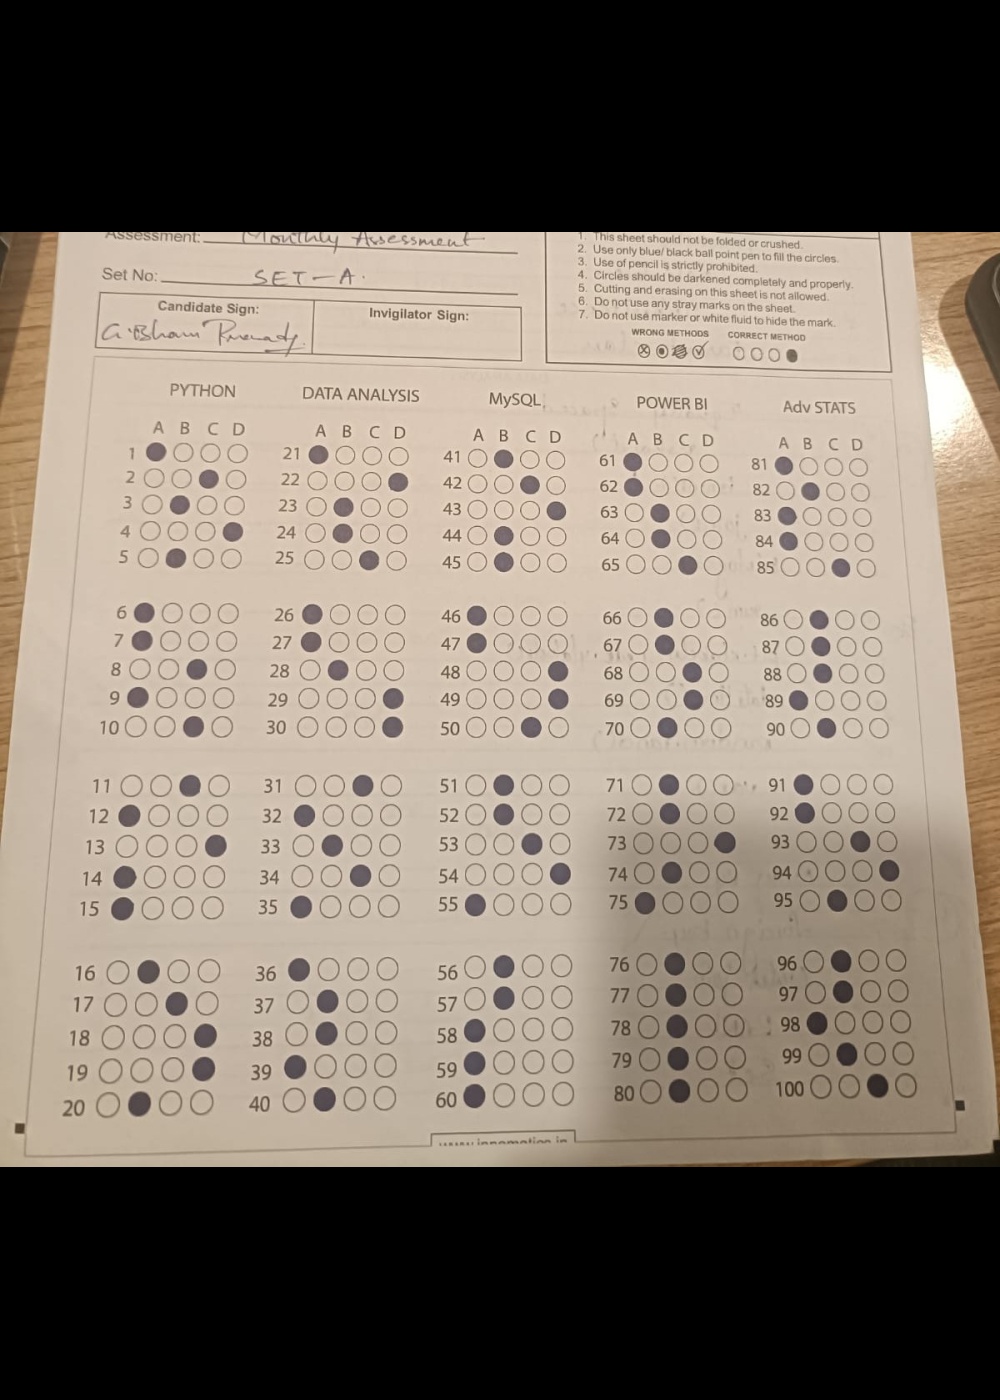 Assessment: Monthly Assessment
Set No: SET-A.
Candidate Sign:
Invigilator Sign:
1. This sheet should not be folded or crushed.
2. Use only blue/ black ball point pen to fill the circles.
3. Use of pencil is strictly prohibited.
4. Circles should be darkened completely and properly.
5. Cutting and erasing on this sheet is not allowed.
6. Do not use any stray marks on the sheet.
7. Do not use marker or white fluid to hide the mark.
WRONG METHODS CORRECT METHOD
PYTHON DATA ANALYSIS MySQL POWER BI Adv STATS
A B C D A B C D A B C D A B C D A B C D
1 21 41 61 81
2 22 42 62 82
3 23 43 63 83
4 24 44 64 84
5 25 45 65 85
6 26 46 66 86
7 27 47 67 87
8 28 48 68 88
9 29 49 69 89
10 30 50 70 90
11 31 51 71 91
12 32 52 72 92
13 33 53 73 93
14 34 54 74 94
15 35 55 75 95
16 36 56 76 96
17 37 57 77 97
18 38 58 78 98
19 39 59 79 99
20 40 60 80 100